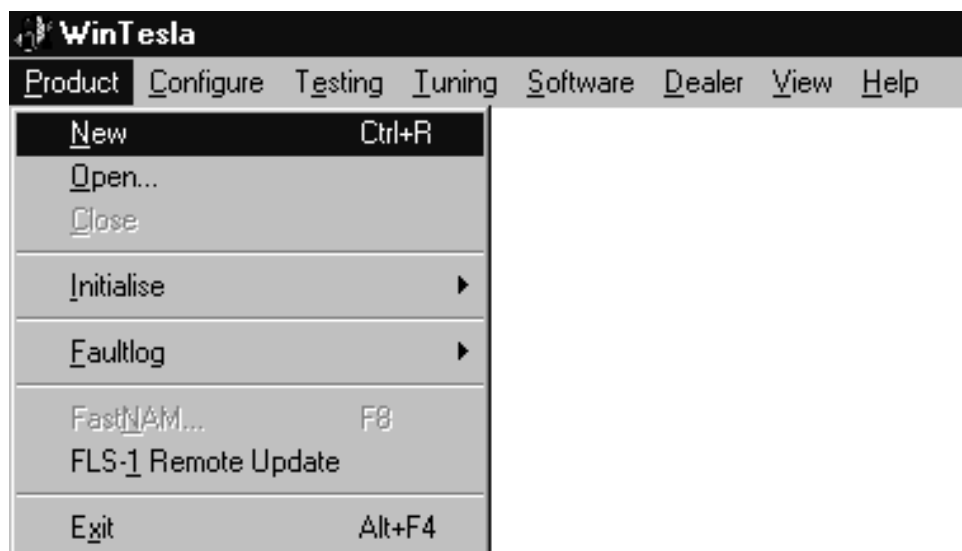 WinTesla
Product Configure Testing Tuning Software Dealer View Help
New Ctrl+R
Open...
Close
Initialise
Faultlog
FastNAM... F8
FLS-1 Remote Update
Exit Alt+F4